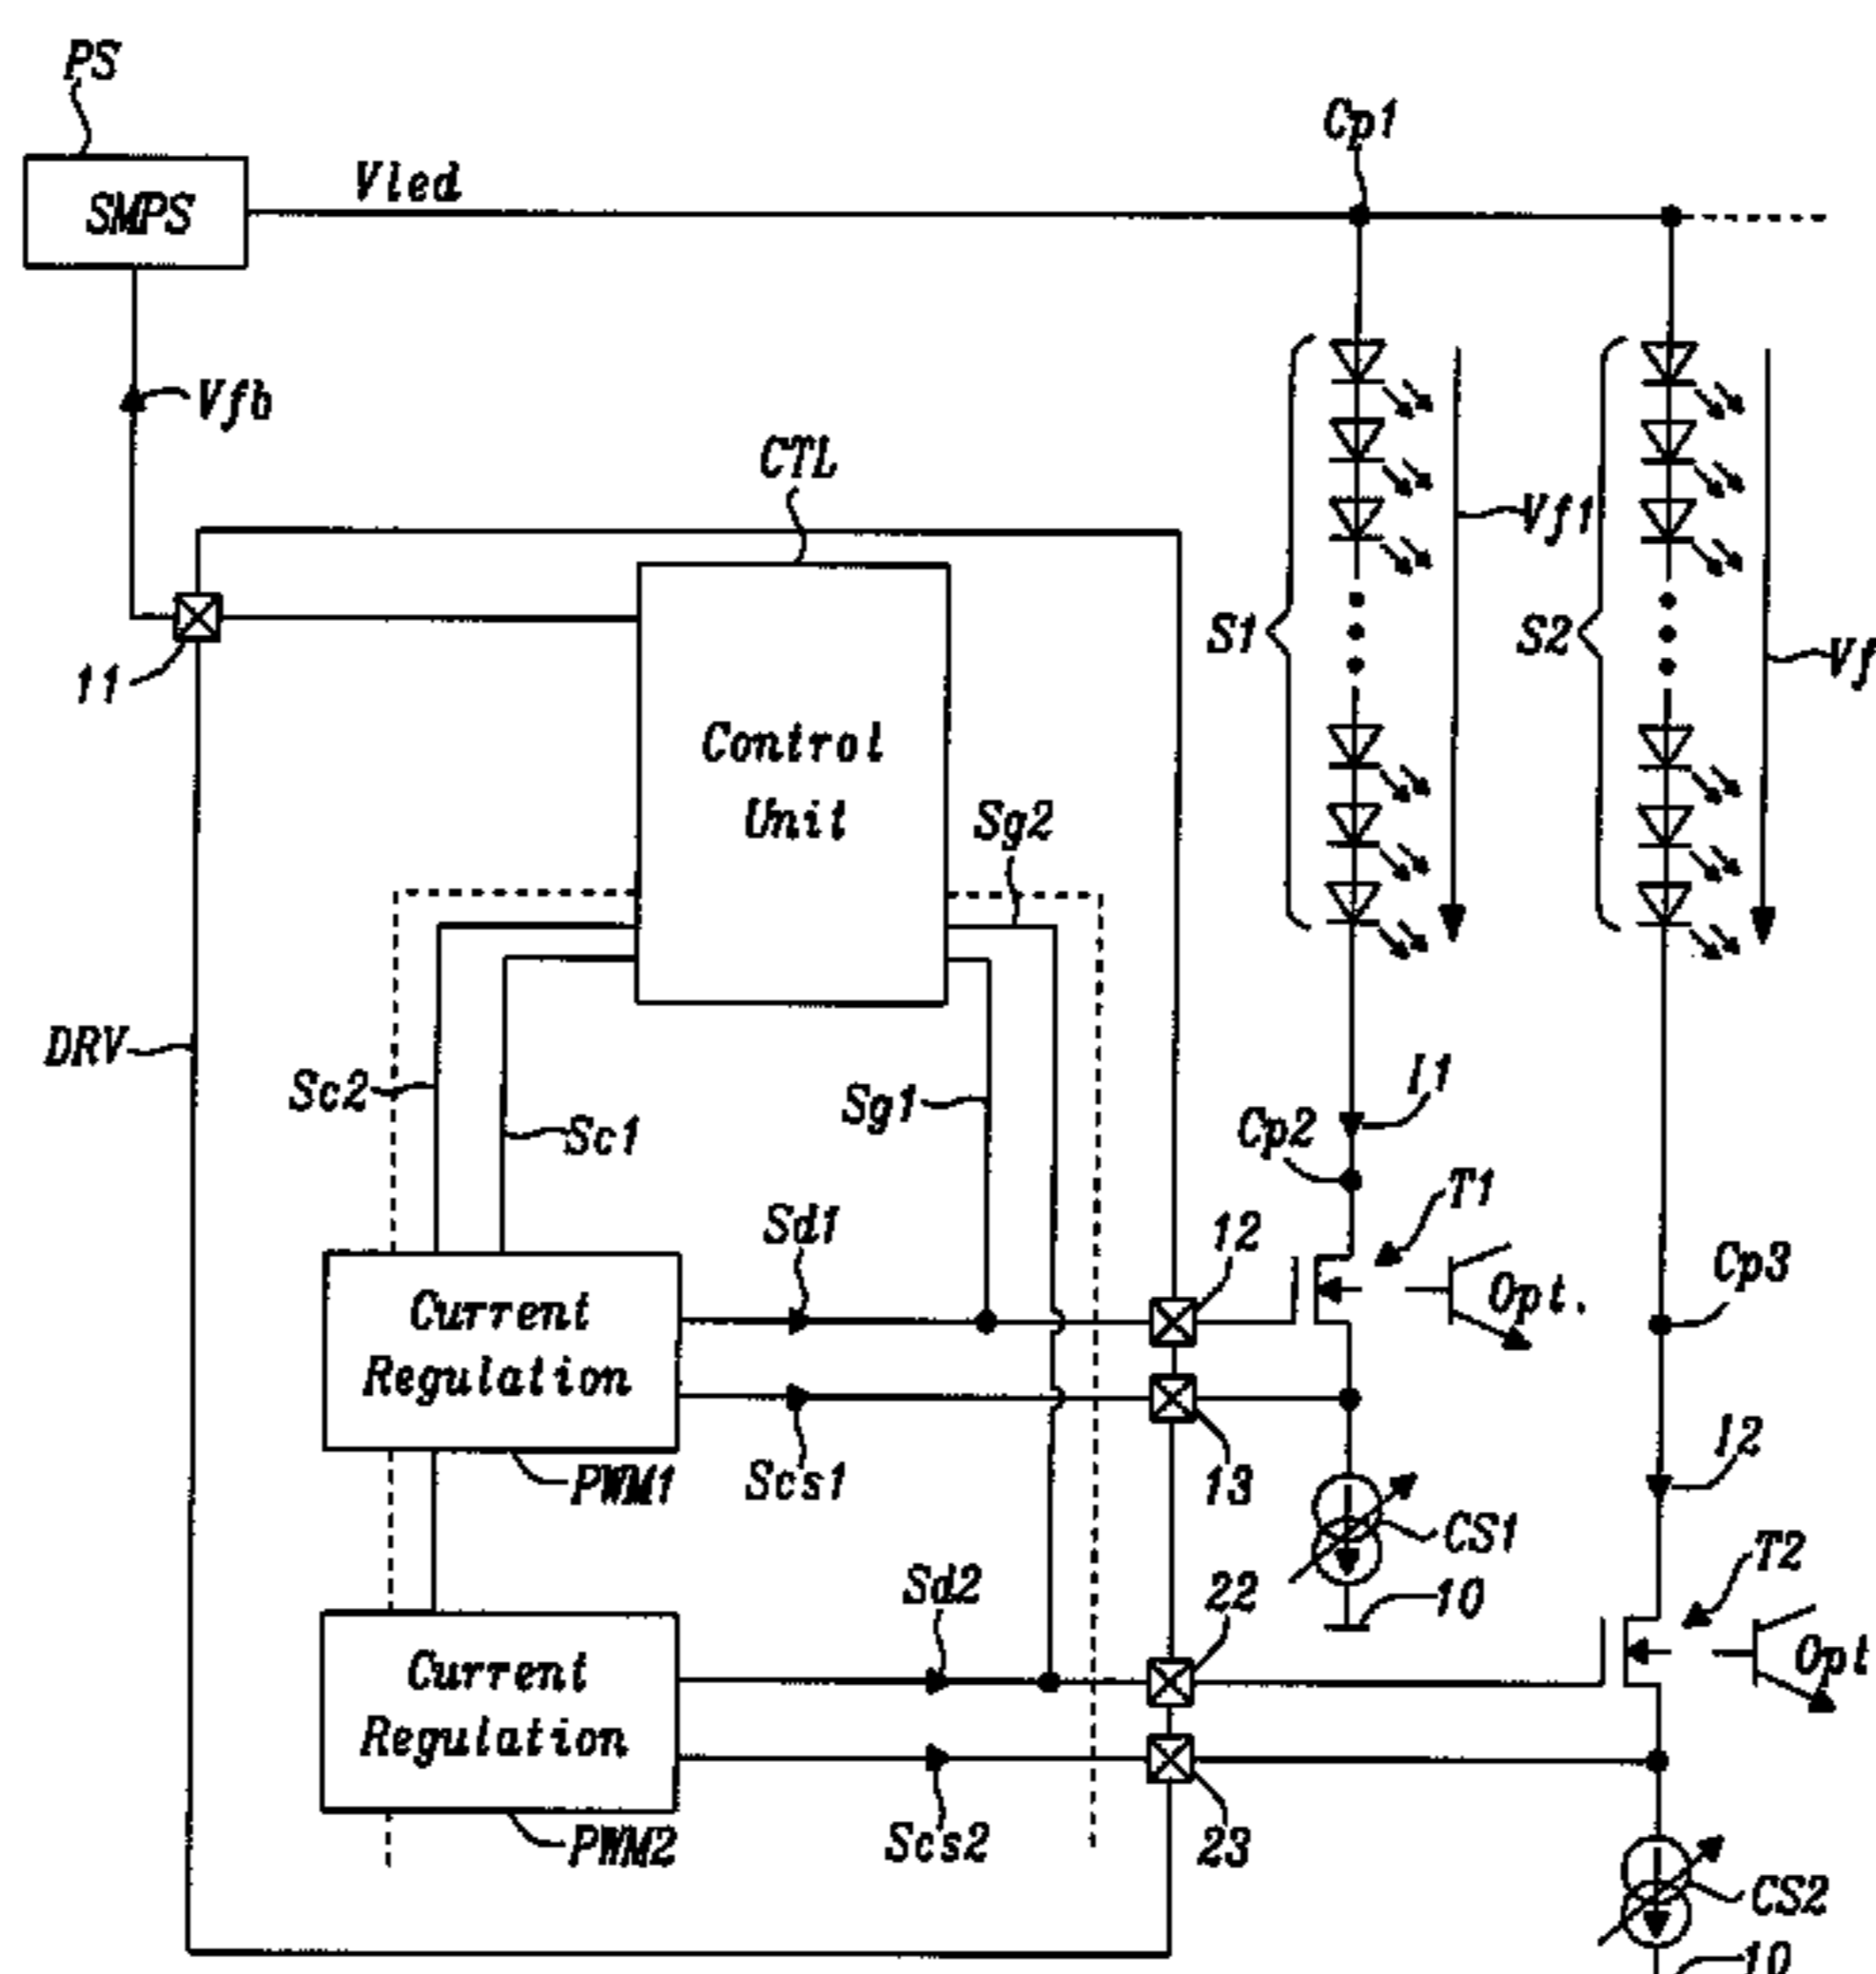 PS
Cp1
SMPS
Vled
Vfb
CTL
Vf1
S1
S2
Vf
11
Control
Unit
Sg2
DRV
Sc2
Sc1
Sg1
I1
Cp2
T1
Sd1
12
Cp3
Current
Regulation
Opt.
PWM1
Scs1
13
I2
CS1
T2
Sd2
22
10
Current
Regulation
Opt
PWM2
Scs2
23
CS2
10